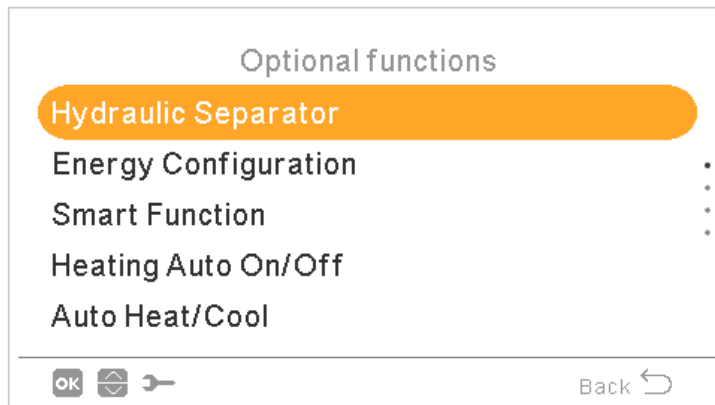 Optional functions
Hydraulic Separator
Energy Configuration
Smart Function
Heating Auto On/Off
Auto Heat/Cool
OK Back